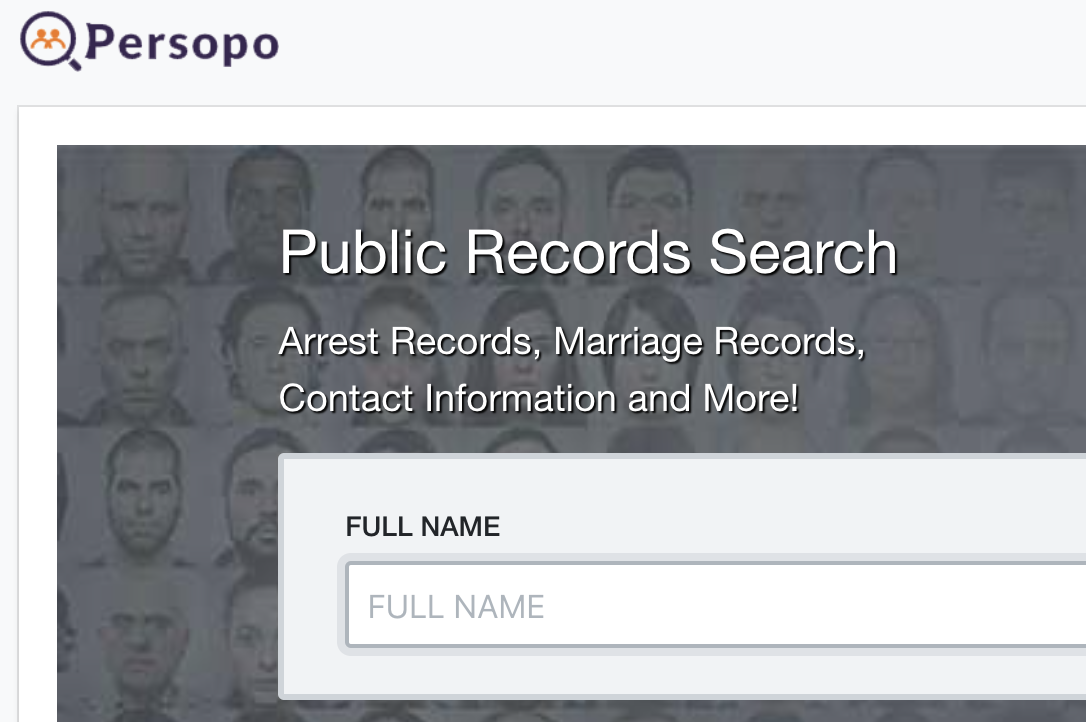 Persopo
Public Records Search
Arrest Records, Marriage Records,
Contact Information and More!
FULL NAME
FULL NAME